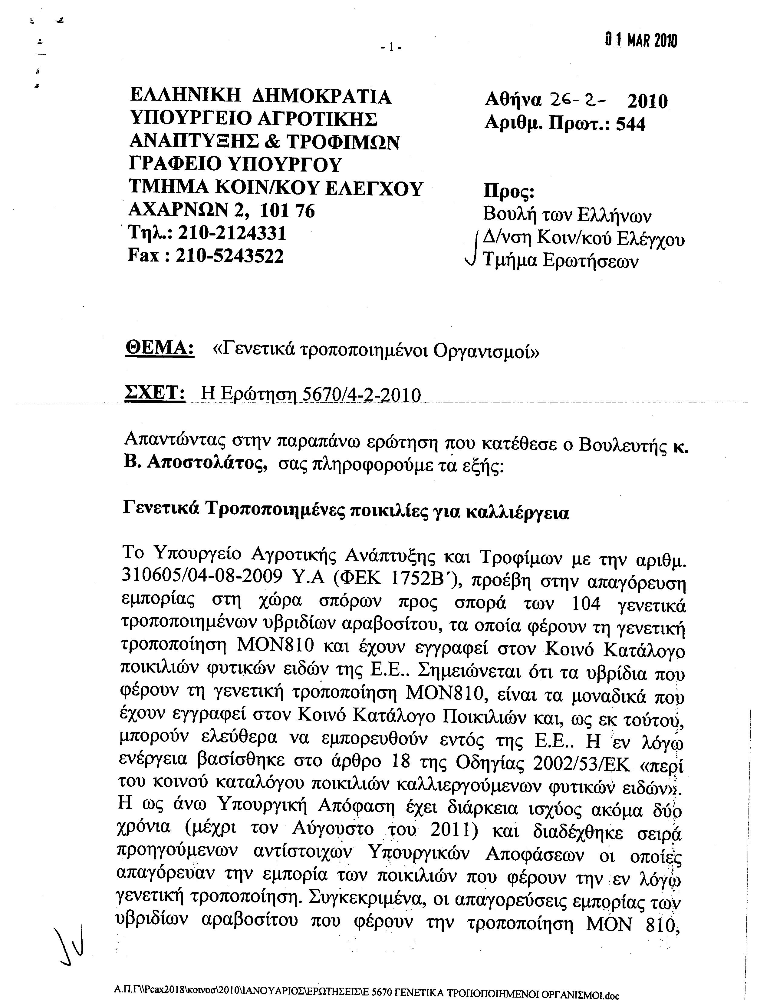 01 MAR 2010
- 1 -
ΕΛΛΗΝΙΚΗ ΔΗΜΟΚΡΑΤΙΑ
ΥΠΟΥΡΓΕΙΟ ΑΓΡΟΤΙΚΗΣ
ΑΝΑΠΤΥΞΗΣ & ΤΡΟΦΙΜΩΝ
ΓΡΑΦΕΙΟ ΥΠΟΥΡΓΟΥ
ΤΜΗΜΑ ΚΟΙΝ/ΚΟΥ ΕΛΕΓΧΟΥ
ΑΧΑΡΝΩΝ 2, 101 76
Τηλ.: 210-2124331
Fax : 210-5243522
Αθήνα 26-2- 2010
Αριθμ. Πρωτ.: 544
Προς:
Βουλή των Ελλήνων
Δ/νση Κοιν/κού Ελέγχου
Τμήμα Ερωτήσεων
ΘΕΜΑ: «Γενετικά τροποποιημένοι Οργανισμοί»
ΣΧΕΤ: Η Ερώτηση 5670/4-2-2010
Απαντώντας στην παραπάνω ερώτηση που κατέθεσε ο Βουλευτής κ.
Β. Αποστολάτος, σας πληροφορούμε τα εξής:
Γενετικά Τροποποιημένες ποικιλίες για καλλιέργεια
Το Υπουργείο Αγροτικής Ανάπτυξης και Τροφίμων με την αριθμ.
310605/04-08-2009 Υ.Α (ΦΕΚ 1752Β΄), προέβη στην απαγόρευση
εμπορίας στη χώρα σπόρων προς σπορά των 104 γενετικά
τροποποιημένων υβριδίων αραβοσίτου, τα οποία φέρουν τη γενετική
τροποποίηση MON810 και έχουν εγγραφεί στον Κοινό Κατάλογο
ποικιλιών φυτικών ειδών της Ε.Ε.. Σημειώνεται ότι τα υβρίδια που
φέρουν τη γενετική τροποποίηση MON810, είναι τα μοναδικά που
έχουν εγγραφεί στον Κοινό Κατάλογο Ποικιλιών και, ως εκ τούτου,
μπορούν ελεύθερα να εμπορευθούν εντός της Ε.Ε.. Η εν λόγω
ενέργεια βασίσθηκε στο άρθρο 18 της Οδηγίας 2002/53/ΕΚ «περί
του κοινού καταλόγου ποικιλιών καλλιεργούμενων φυτικών ειδών».
Η ως άνω Υπουργική Απόφαση έχει διάρκεια ισχύος ακόμα δύο
χρόνια (μέχρι τον Αύγουστο του 2011) και διαδέχθηκε σειρά
προηγούμενων αντίστοιχων Υπουργικών Αποφάσεων οι οποίες
απαγόρευαν την εμπορία των ποικιλιών που φέρουν την εν λόγω
γενετική τροποποίηση. Συγκεκριμένα, οι απαγορεύσεις εμπορίας των
υβριδίων αραβοσίτου που φέρουν την τροποποίηση MON 810,
Α.Π.Γ\\Pcax2018\κοινοσ\2010\ΙΑΝΟΥΑΡΙΟΣ\ΕΡΩΤΗΣΕΙΣ\Ε 5670 ΓΕΝΕΤΙΚΑ ΤΡΟΠΟΠΟΙΗΜΕΝΟΙ ΟΡΓΑΝΙΣΜΟΙ.doc